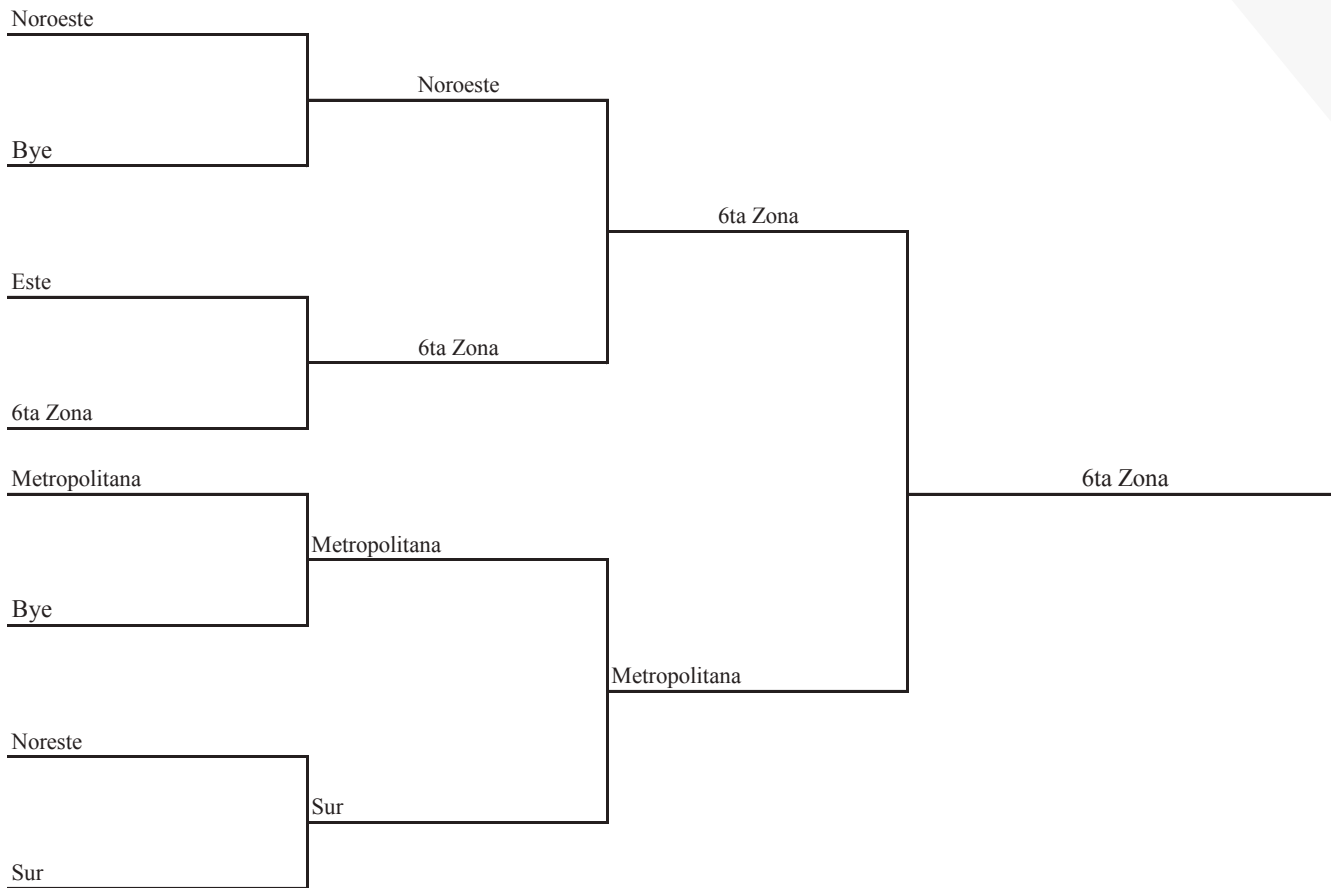 Noroeste
Noroeste
Bye
6ta Zona
Este
6ta Zona
6ta Zona
Metropolitana
6ta Zona
Metropolitana
Bye
Metropolitana
Noreste
Sur
Sur